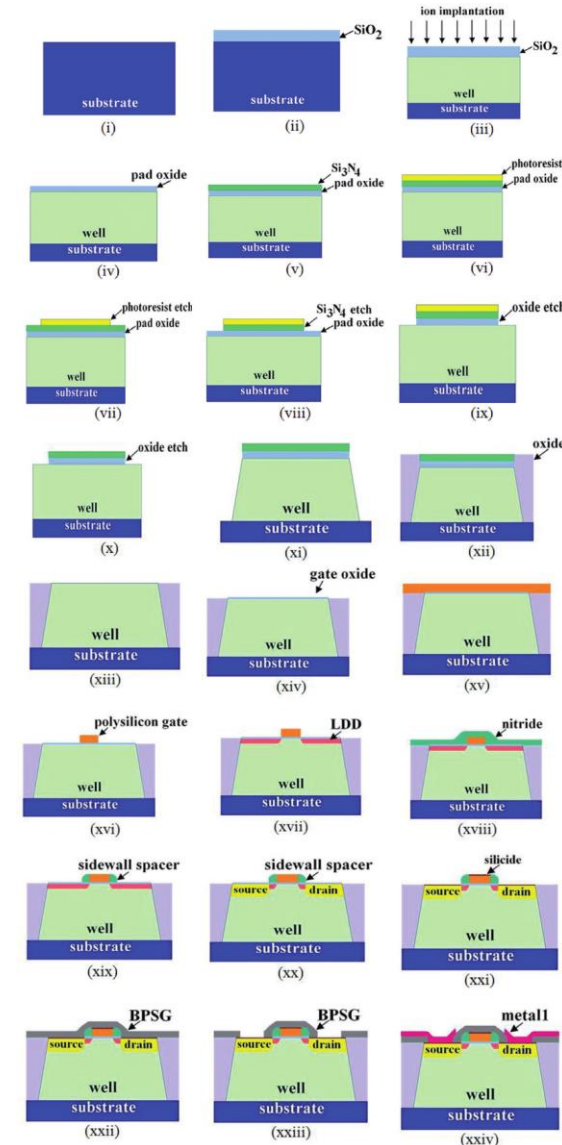 SiO2
substrate
(i)
substrate
(ii)
ion implantation
SiO2
well
substrate
(iii)
pad oxide
well
substrate
(iv)
Si3N4
pad oxide
well
substrate
(v)
photoresist
pad oxide
well
substrate
(vi)
photoresist etch
pad oxide
well
substrate
(vii)
Si3N4 etch
pad oxide
well
substrate
(viii)
oxide etch
well
substrate
(ix)
oxide etch
well
substrate
(x)
well
substrate
(xi)
oxide
well
substrate
(xii)
well
substrate
(xiii)
gate oxide
well
substrate
(xiv)
well
substrate
(xv)
polysilicon gate
well
substrate
(xvi)
LDD
well
substrate
(xvii)
nitride
well
substrate
(xviii)
sidewall spacer
well
substrate
(xix)
sidewall spacer
source drain
well
substrate
(xx)
silicide
source drain
well
substrate
(xxi)
BPSG
source drain
well
substrate
(xxii)
BPSG
source drain
well
substrate
(xxiii)
metal1
source drain
well
substrate
(xxiv)